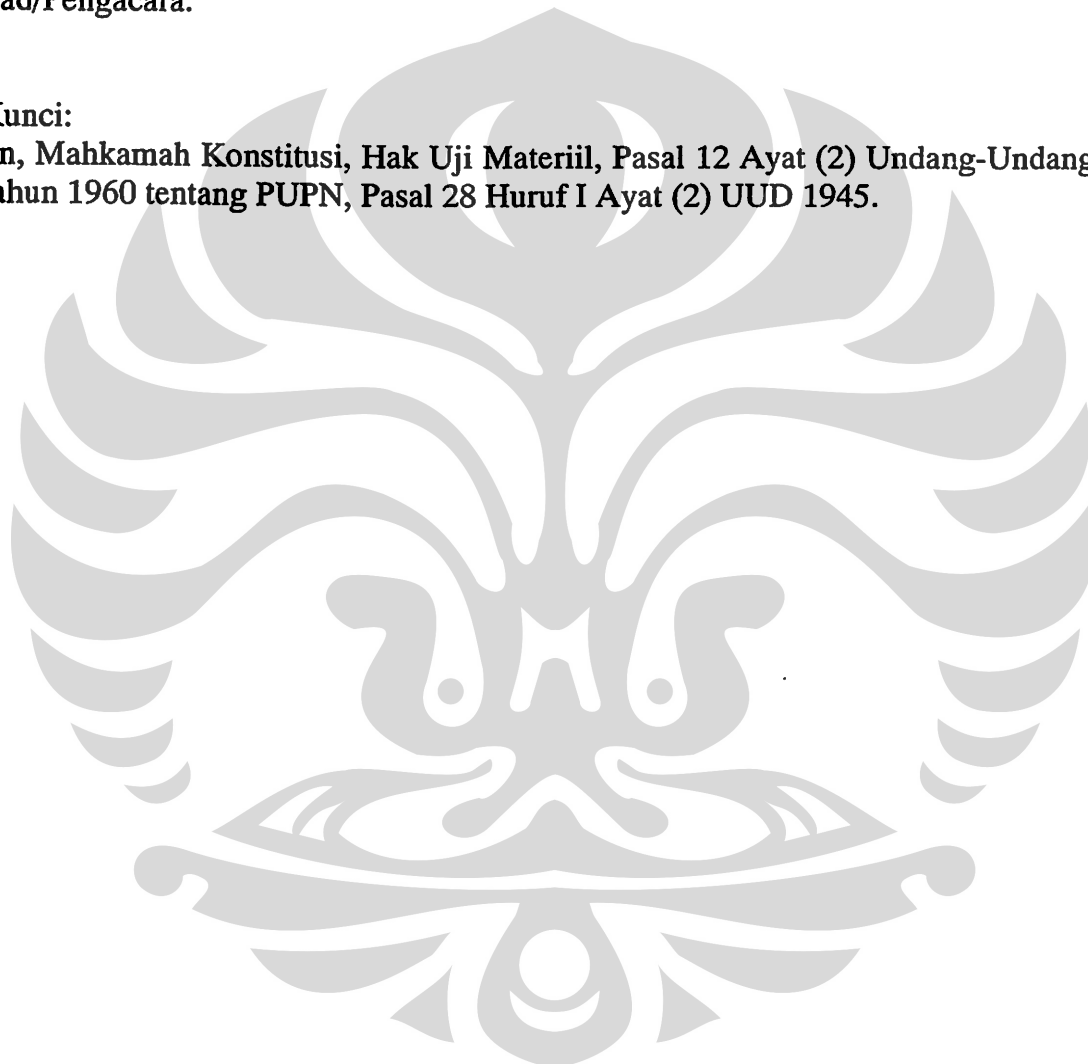 ad/Pengacara.
Kunci:
n, Mahkamah Konstitusi, Hak Uji Materiil, Pasal 12 Ayat (2) Undang-Undang
ahun 1960 tentang PUPN, Pasal 28 Huruf I Ayat (2) UUD 1945.